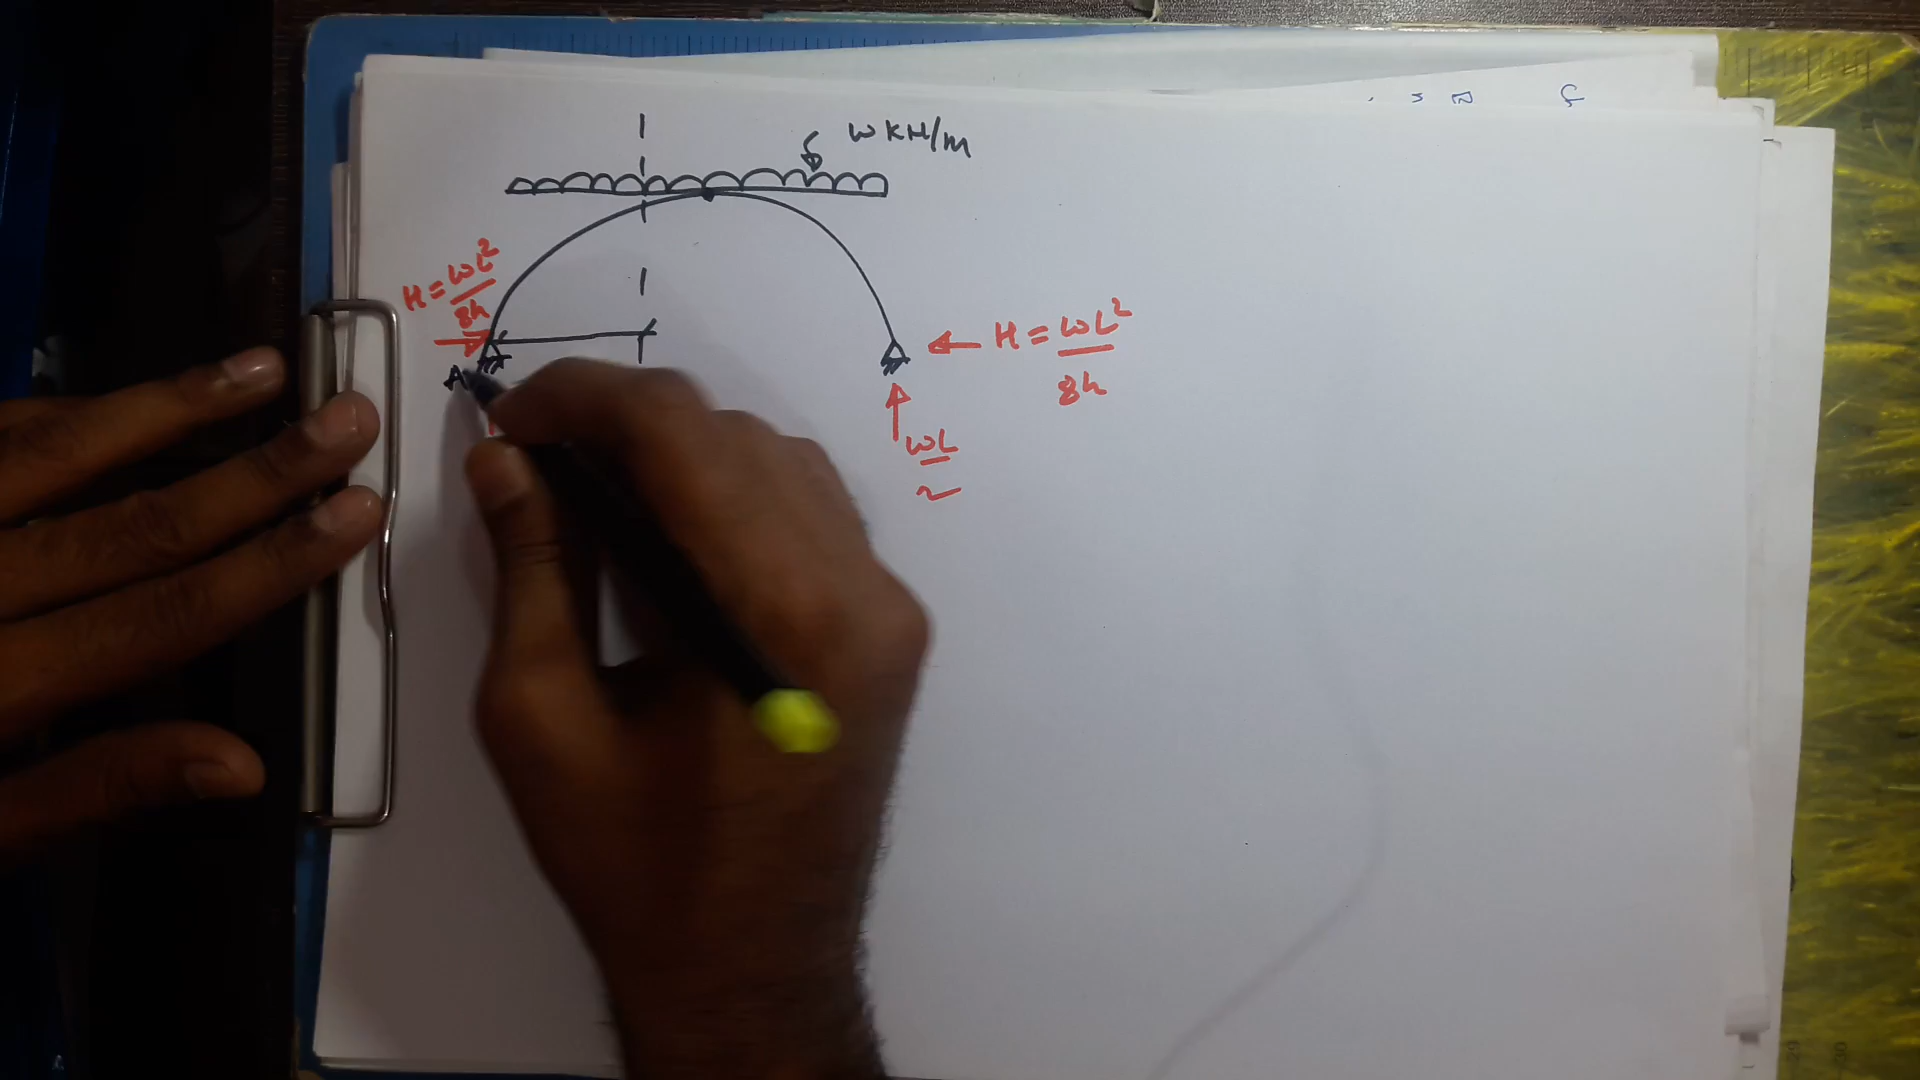 w KN/m
H = wL²
8h
H = wL²
8h
A
wL
2